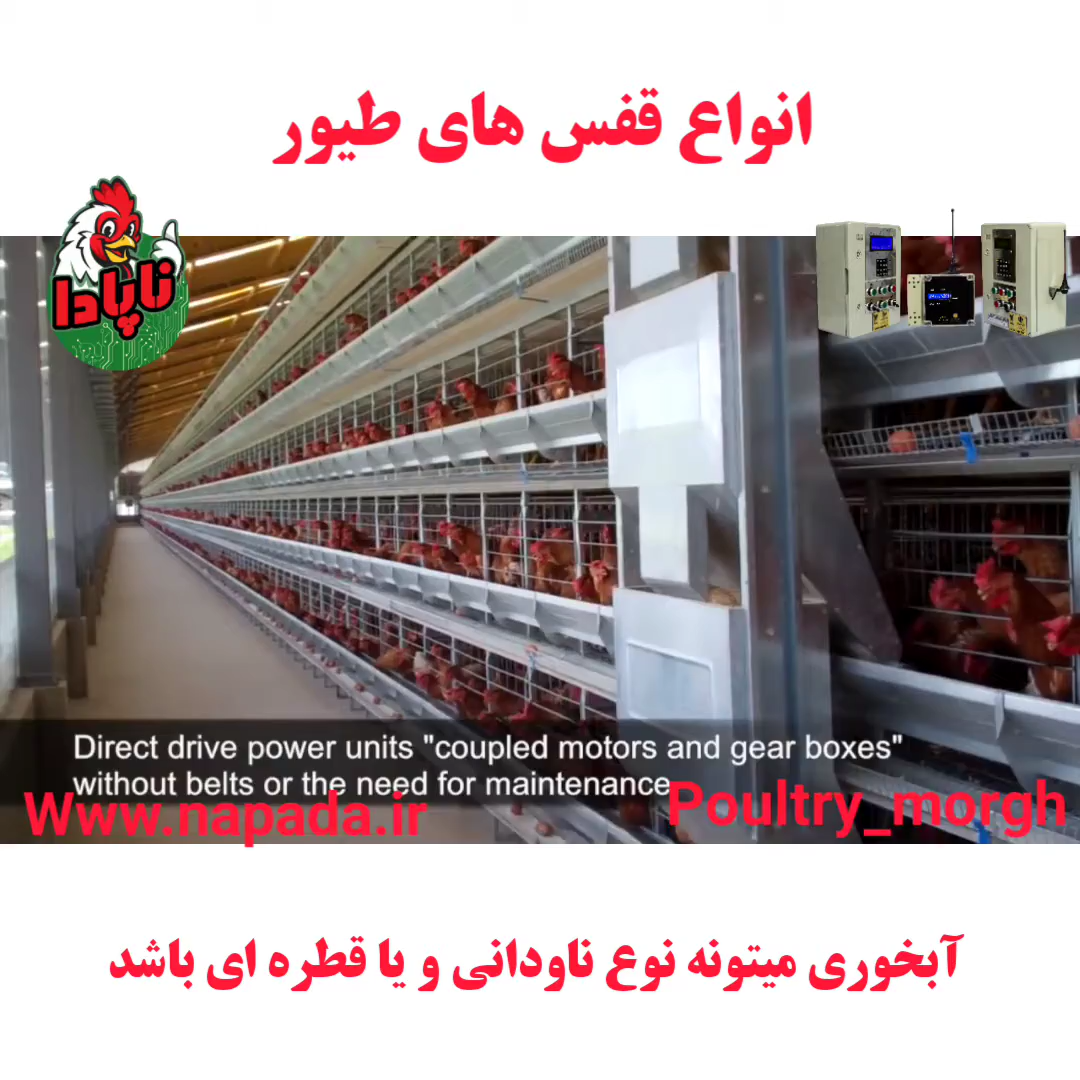 انواع قفس های طیور
ناپادا
Direct drive power units "coupled motors and gear boxes"
without belts or the need for maintenance
Www.napada.ir
Poultry_morgh
آبخوری میتونه نوع ناودانی و یا قطره ای باشد